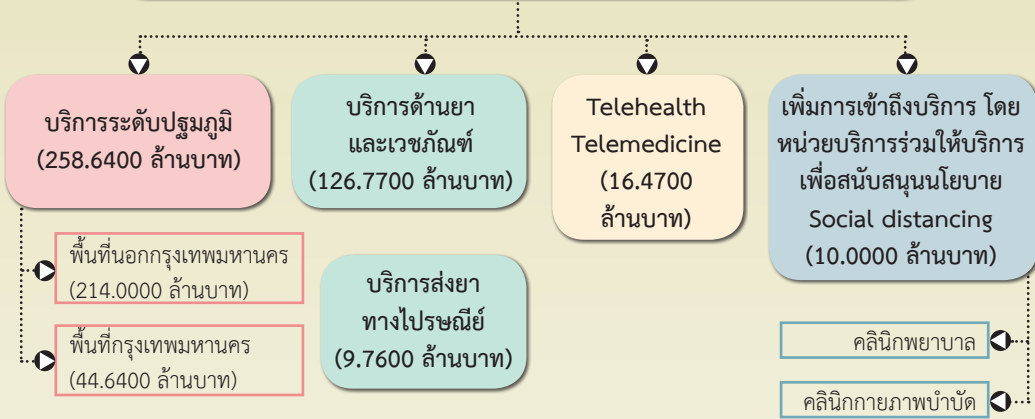 บริการระดับปฐมภูมิ
(258.6400 ล้านบาท)
พื้นที่นอกกรุงเทพมหานคร
(214.0000 ล้านบาท)
พื้นที่กรุงเทพมหานคร
(44.6400 ล้านบาท)
บริการด้านยา
และเวชภัณฑ์
(126.7700 ล้านบาท)
บริการส่งยา
ทางไปรษณีย์
(9.7600 ล้านบาท)
Telehealth
Telemedicine
(16.4700
ล้านบาท)
เพิ่มการเข้าถึงบริการ โดย
หน่วยบริการร่วมให้บริการ
เพื่อสนับสนุนนโยบาย
Social distancing
(10.0000 ล้านบาท)
คลินิกพยาบาล
คลินิกกายภาพบำบัด